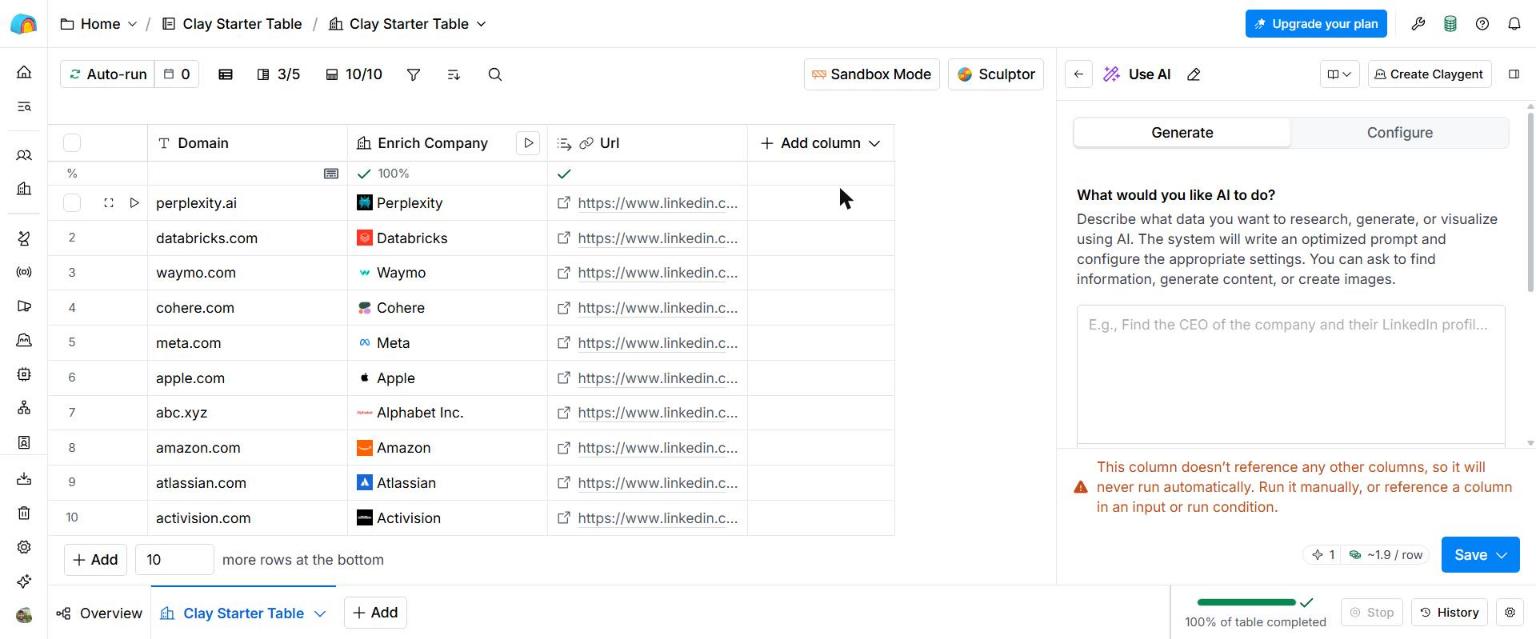 Home / Clay Starter Table / Clay Starter Table
Upgrade your plan
Auto-run 0 3/5 10/10
Sandbox Mode
Sculptor
Use AI
Create Claygent
Generate
Configure
Domain
Enrich Company
Url
+ Add column
% 100%
perplexity.ai Perplexity https://www.linkedin.c...
2 databricks.com Databricks https://www.linkedin.c...
3 waymo.com Waymo https://www.linkedin.c...
4 cohere.com Cohere https://www.linkedin.c...
5 meta.com Meta https://www.linkedin.c...
6 apple.com Apple https://www.linkedin.c...
7 abc.xyz Alphabet Inc. https://www.linkedin.c...
8 amazon.com Amazon https://www.linkedin.c...
9 atlassian.com Atlassian https://www.linkedin.c...
10 activision.com Activision https://www.linkedin.c...
+ Add 10 more rows at the bottom
What would you like AI to do?
Describe what data you want to research, generate, or visualize
using AI. The system will write an optimized prompt and
configure the appropriate settings. You can ask to find
information, generate content, or create images.
E.g., Find the CEO of the company and their LinkedIn profil...
This column doesn't reference any other columns, so it will
never run automatically. Run it manually, or reference a column
in an input or run condition.
1 ~1.9 / row
Save
Overview
Clay Starter Table
+ Add
100% of table completed
Stop
History